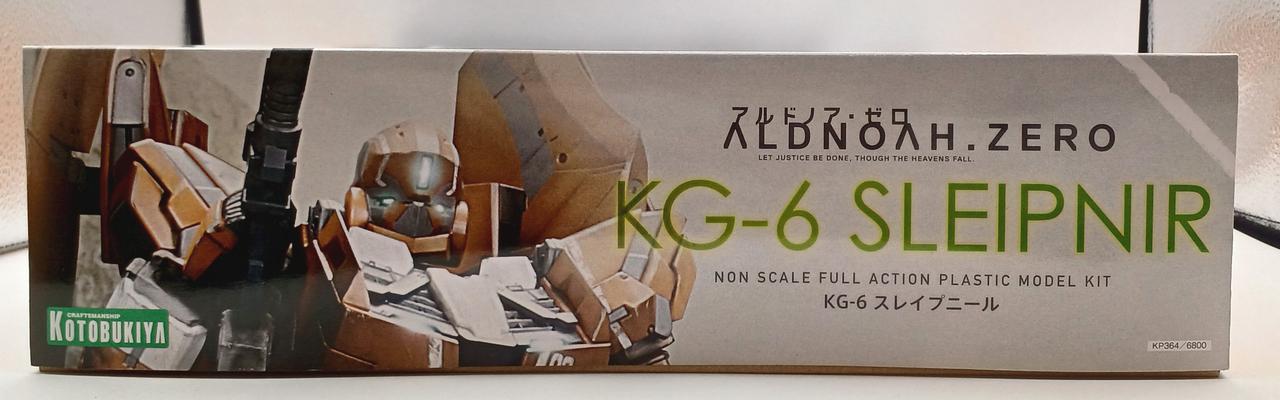 アルドノア・ゼロ
ALDNOAH.ZERO
LET JUSTICE BE DONE, THOUGH THE HEAVENS FALL.
KG-6 SLEIPNIR
NON SCALE FULL ACTION PLASTIC MODEL KIT
KG-6 スレイプニール
CRAFTSMANSHIP
KOTOBUKIYA
KP364/6800